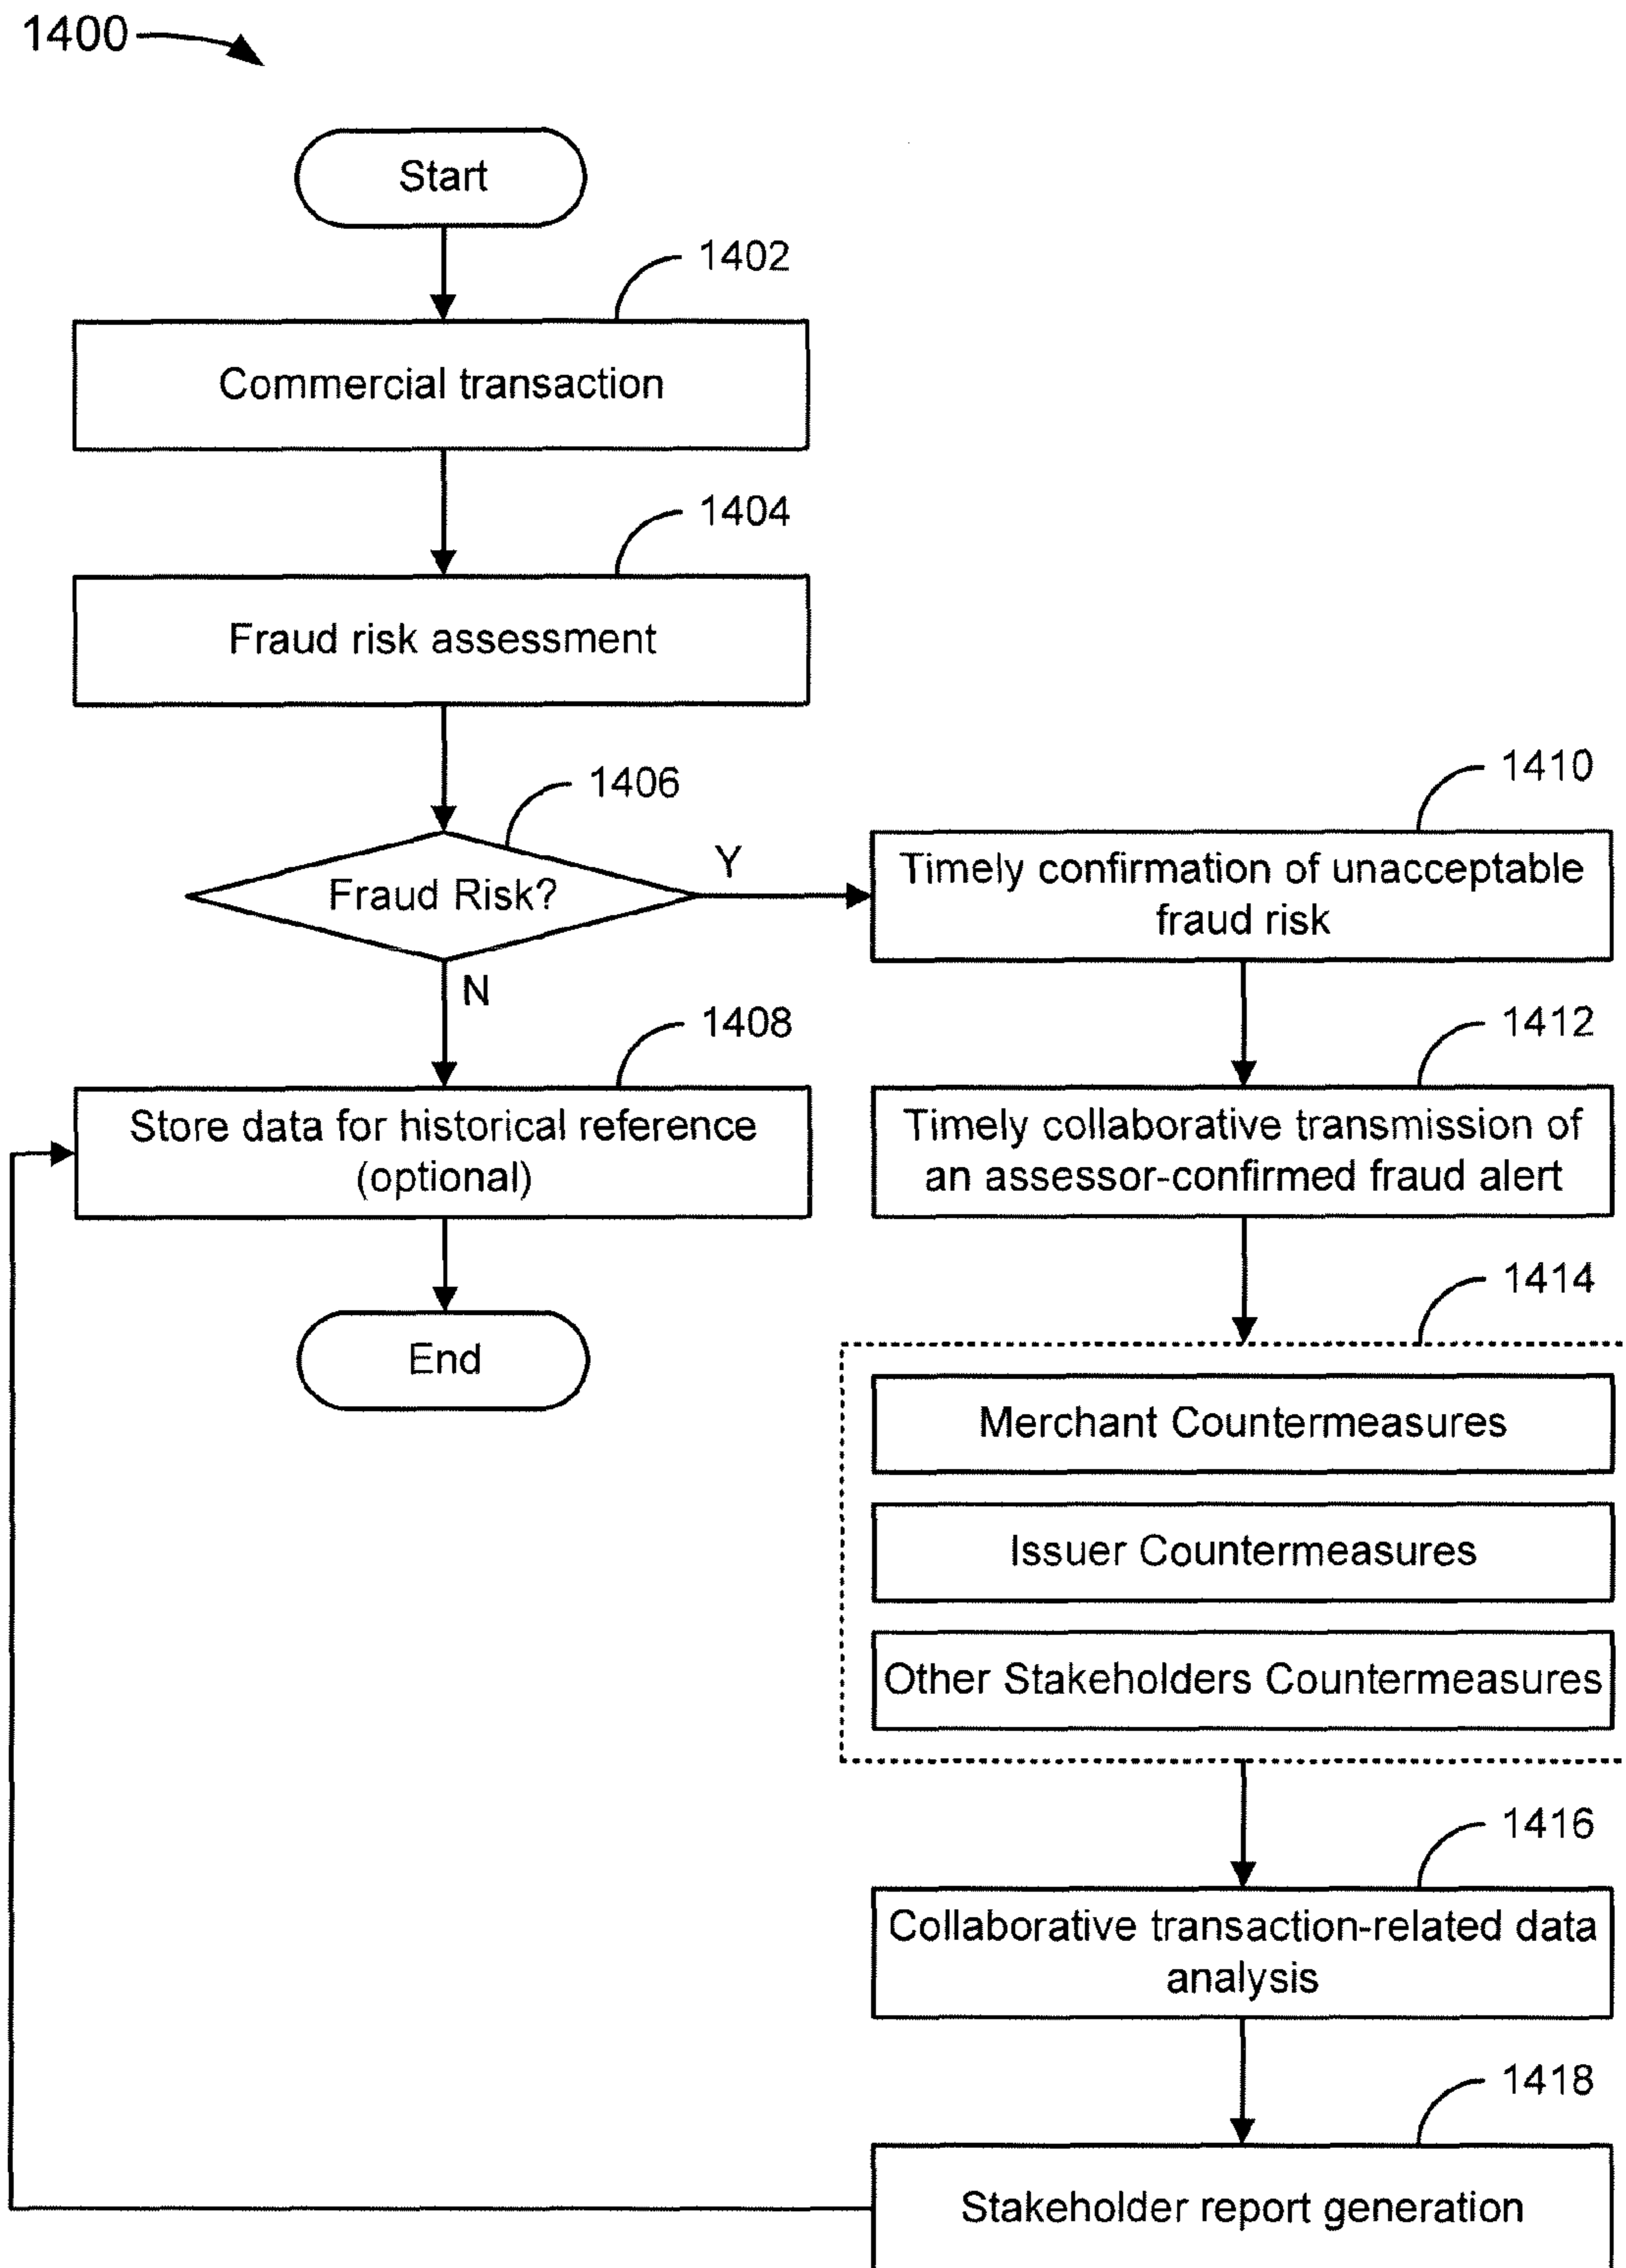 1400
Start
1402
Commercial transaction
1404
Fraud risk assessment
1406
Fraud Risk?
Y
N
1408
Store data for historical reference
(optional)
End
1410
Timely confirmation of unacceptable
fraud risk
1412
Timely collaborative transmission of
an assessor-confirmed fraud alert
1414
Merchant Countermeasures
Issuer Countermeasures
Other Stakeholders Countermeasures
1416
Collaborative transaction-related data
analysis
1418
Stakeholder report generation